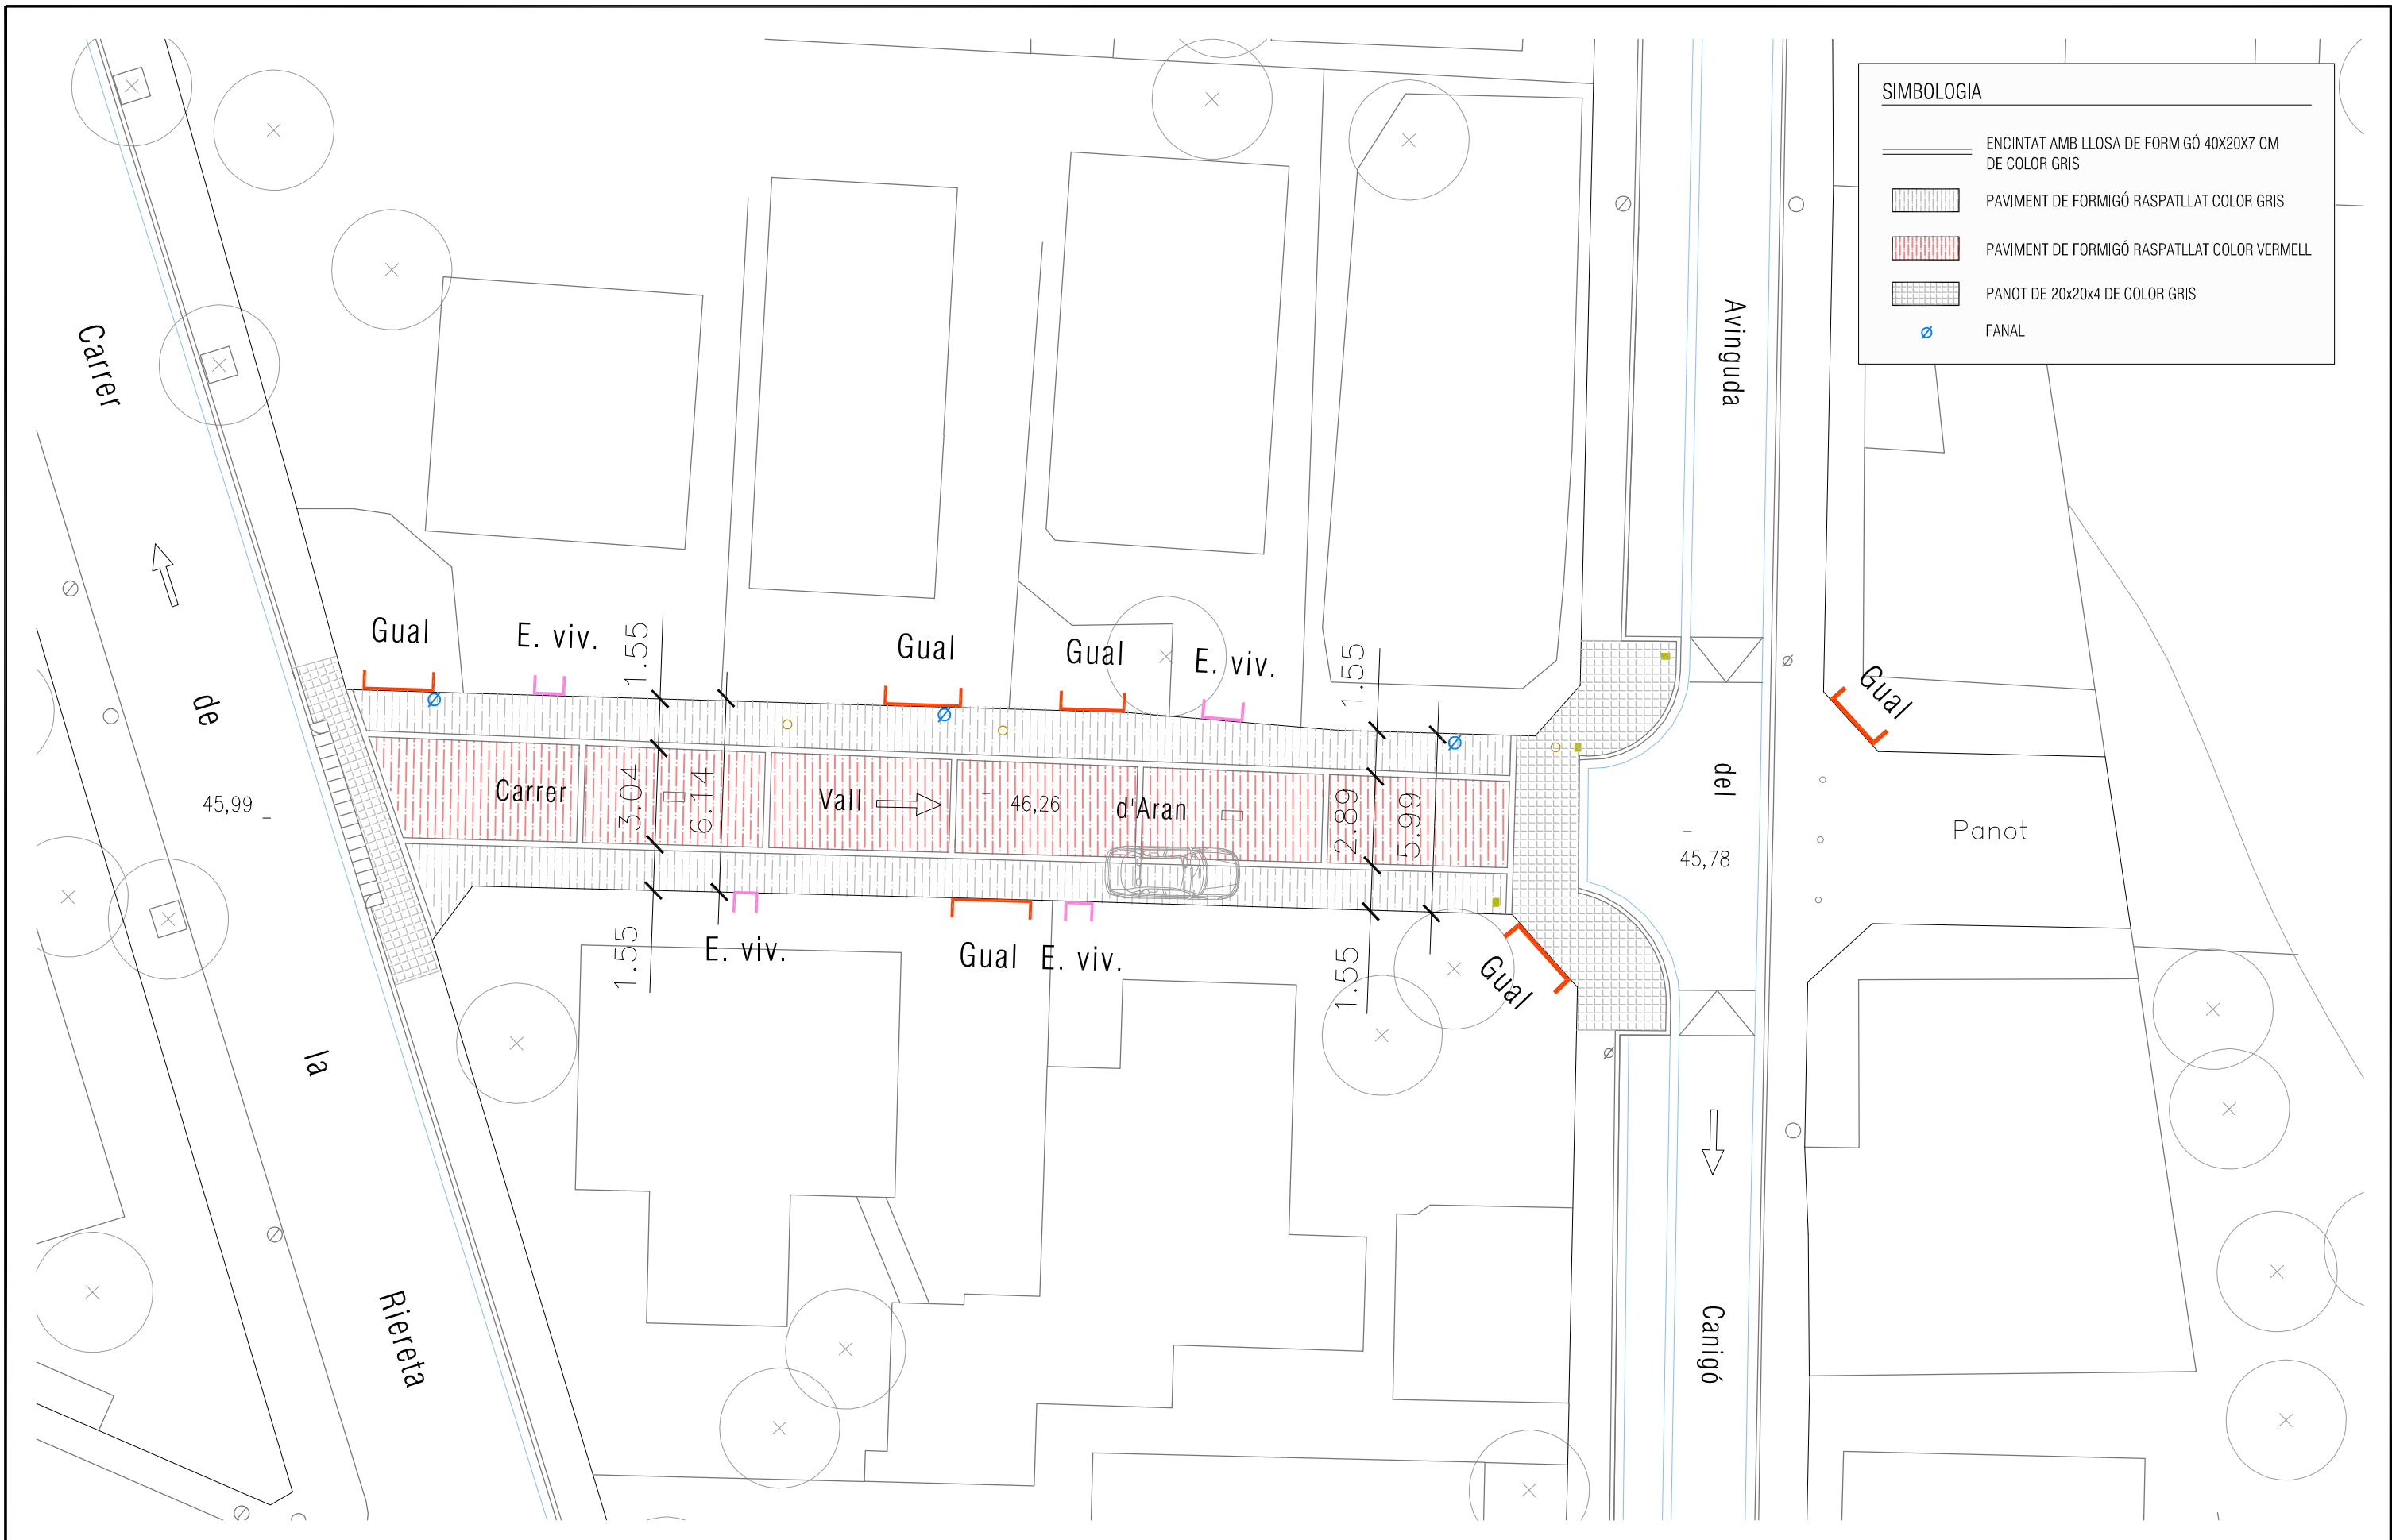 SIMBOLOGIA
ENCINTAT AMB LLOSA DE FORMIGÓ 40X20X7 CM
DE COLOR GRIS
PAVIMENT DE FORMIGÓ RASPATLLAT COLOR GRIS
PAVIMENT DE FORMIGÓ RASPATLLAT COLOR VERMELL
PANOT DE 20x20x4 DE COLOR GRIS
FANAL
Carrer
de
la
Riereta
45,99
Gual
E. viv.
1.55
Gual
Gual
E. viv.
1.55
Carrer
3.04
6.14
Vall
46,26
d'Aran
2.89
5.99
1.55
E. viv.
Gual
E. viv.
1.55
Gual
Avinguda
del
Canigó
45,78
Gual
Panot